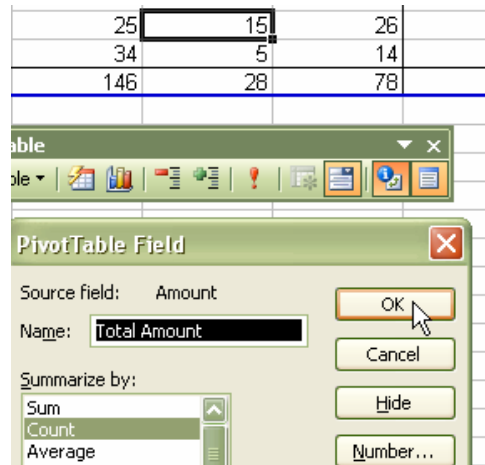 25 15 26
34 5 14
146 28 78
able
ble
PivotTable Field
Source field: Amount
OK
Name: Total Amount
Cancel
Summarize by:
Hide
Sum
Count
Average
Number...